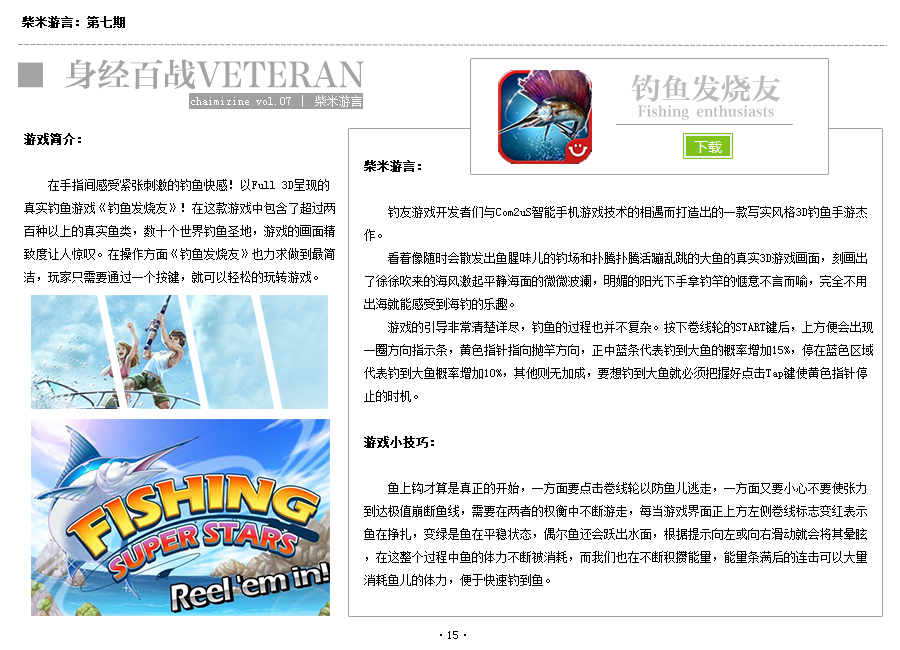 柴米游言：第七期
身经百战VETERAN
chaimizine vol.07 | 柴米游言
钓鱼发烧友
Fishing enthusiasts
下载
游戏简介：
在手指间感受紧张刺激的钓鱼快感！以Full 3D呈现的
真实钓鱼游戏《钓鱼发烧友》！在这款游戏中包含了超过两
百种以上的真实鱼类，数十个世界钓鱼圣地，游戏的画面精
致度让人惊叹。在操作方面《钓鱼发烧友》也力求做到最简
洁，玩家只需要通过一个按键，就可以轻松的玩转游戏。
FISHING
SUPER STARS
Reel 'em in!
柴米游言：
钓友游戏开发者们与Com2uS智能手机游戏技术的相遇而打造出的一款写实风格3D钓鱼手游杰
作。
看着像随时会散发出鱼腥味儿的钓场和扑腾扑腾活蹦乱跳的大鱼的真实3D游戏画面，刻画出
了徐徐吹来的海风激起平静海面的微微波澜，明媚的阳光下手拿钓竿的惬意不言而喻，完全不用
出海就能感受到海钓的乐趣。
游戏的引导非常清楚详尽，钓鱼的过程也并不复杂。按下卷线轮的START键后，上方便会出现
一圈方向指示条，黄色指针指向抛竿方向，正中蓝条代表钓到大鱼的概率增加15%，停在蓝色区域
代表钓到大鱼概率增加10%，其他则无加成，要想钓到大鱼就必须把握好点击Tap键使黄色指针停
止的时机。
游戏小技巧：
鱼上钩才算是真正的开始，一方面要点击卷线轮以防鱼儿逃走，一方面又要小心不要使张力
到达极值崩断鱼线，需要在两者的权衡中不断游走，每当游戏界面正上方左侧卷线标志变红表示
鱼在挣扎，变绿是鱼在平稳状态，偶尔鱼还会跃出水面，根据提示向左或向右滑动就会将其晕眩
，在这整个过程中鱼的体力不断被消耗，而我们也在不断积攒能量，能量条满后的连击可以大量
消耗鱼儿的体力，便于快速钓到鱼。
·15·